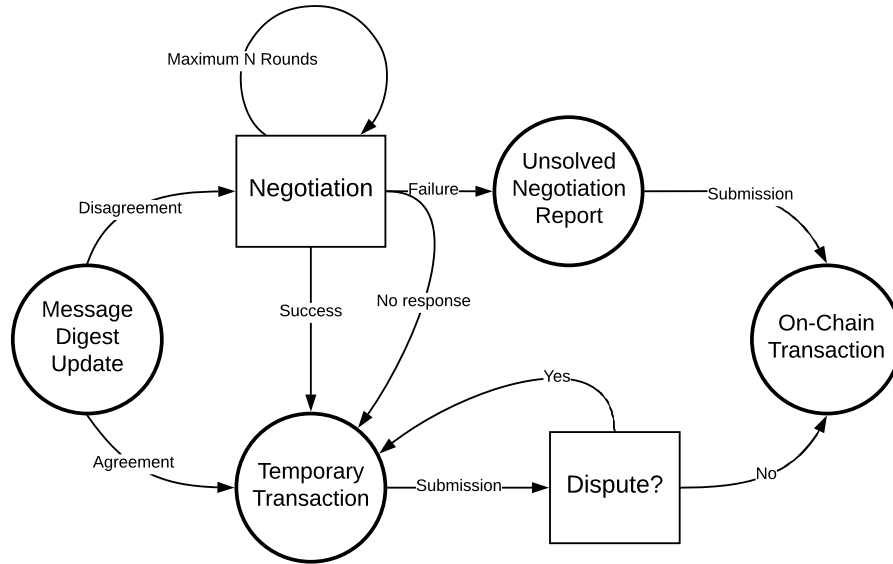 Maximum N Rounds
Negotiation
Failure
Unsolved
Negotiation
Report
Submission
Disagreement
Message
Digest
Update
Success
No response
On-Chain
Transaction
Yes
Agreement
Temporary
Transaction
Submission
Dispute?
No